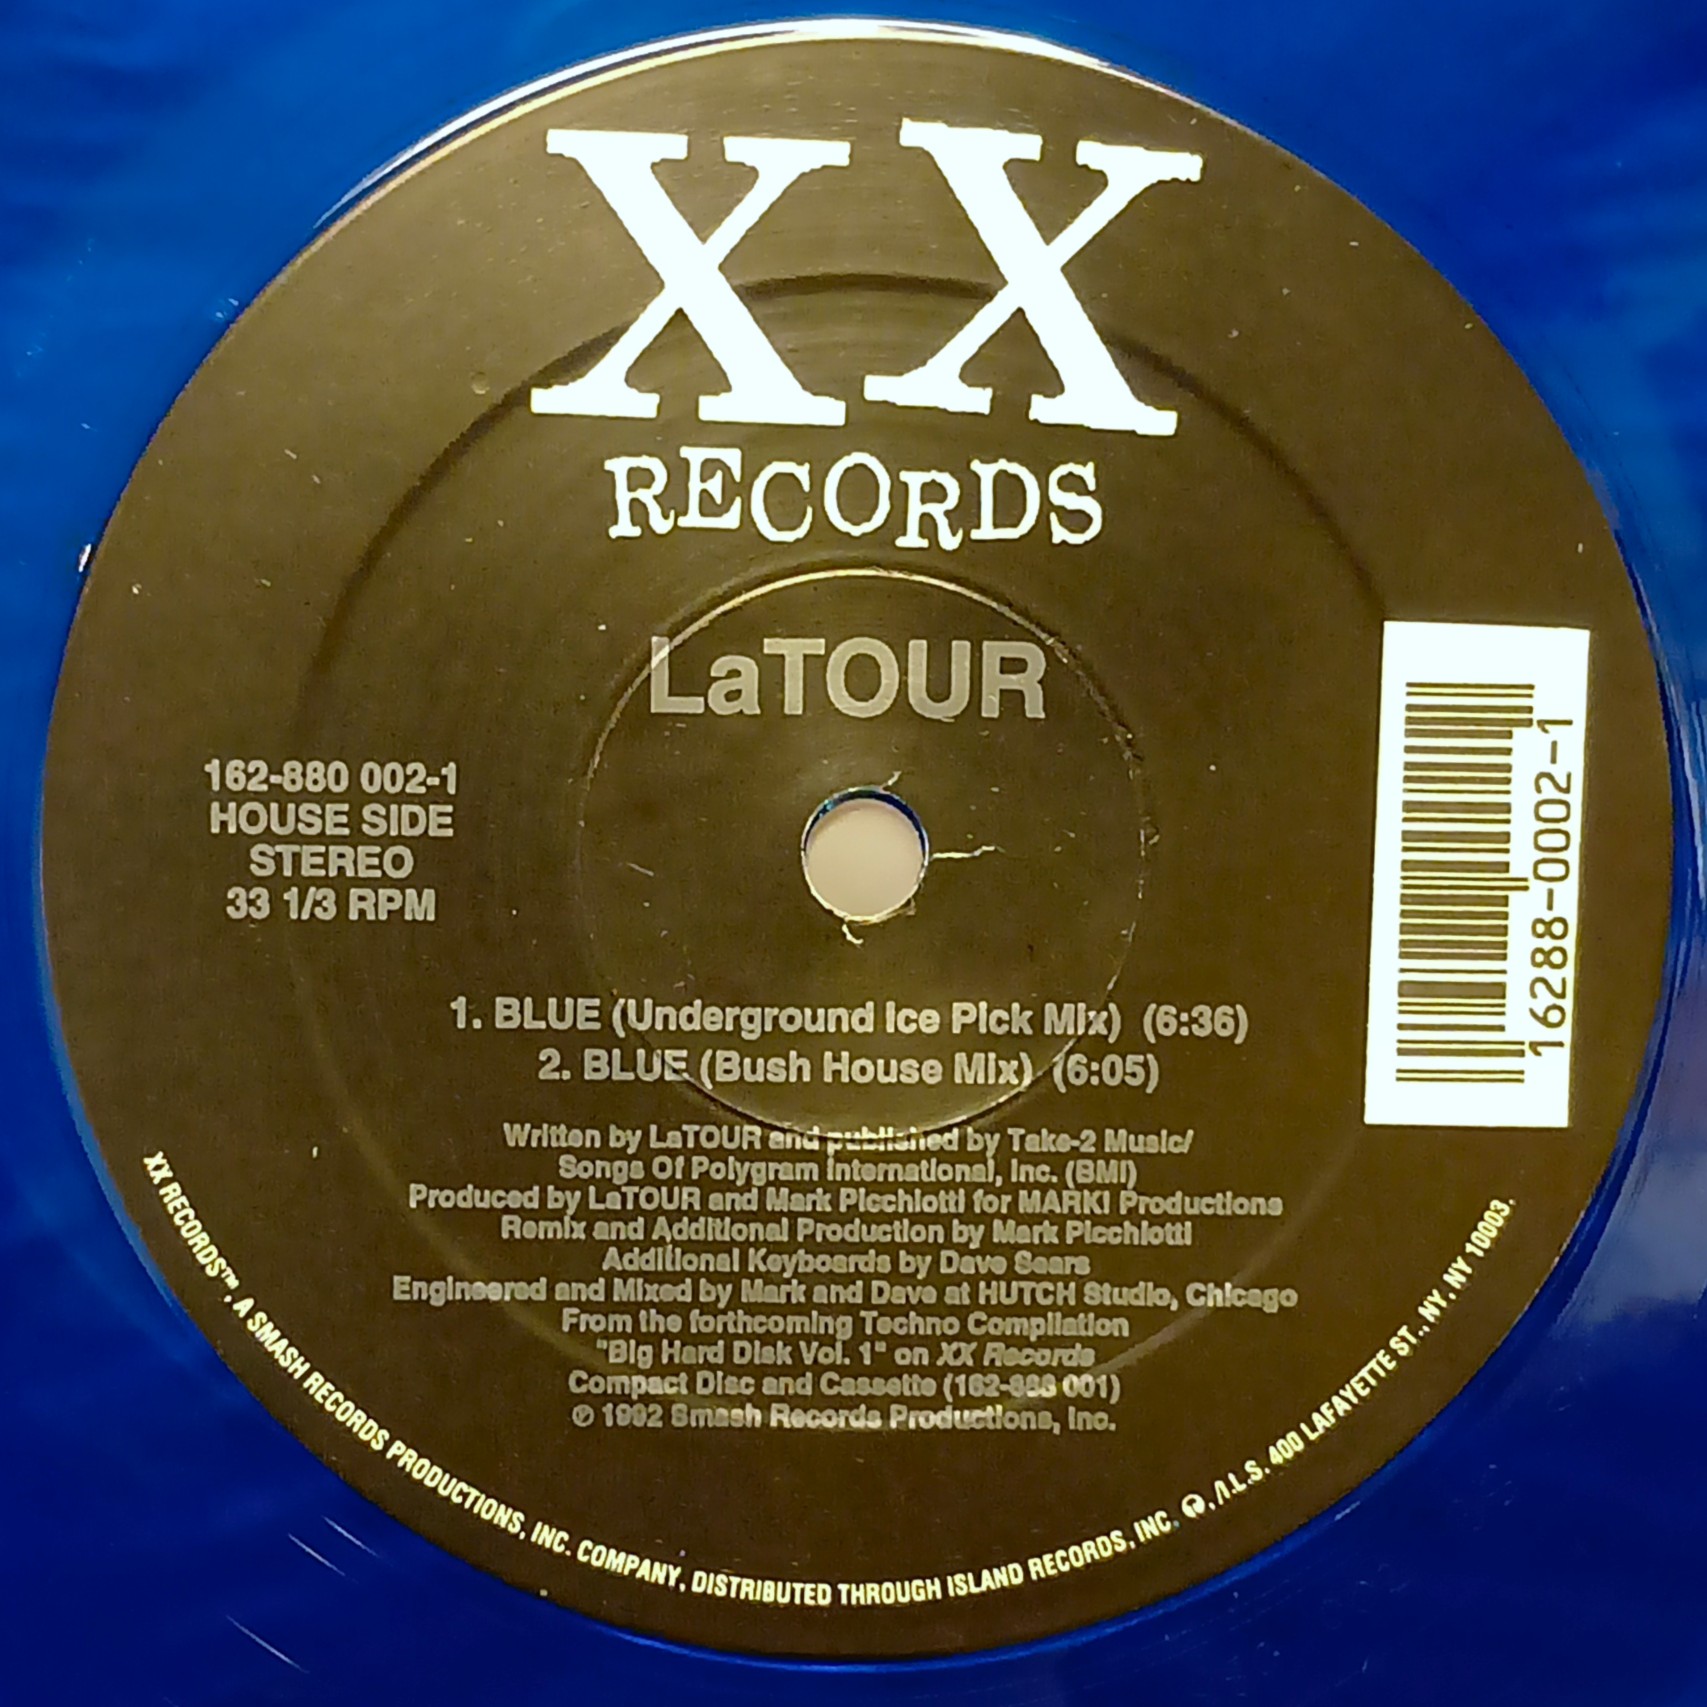 XX
RECORDS
LaTOUR
162-880 002-1
HOUSE SIDE
STEREO
33 1/3 RPM
16288-0002-1
1. BLUE (Underground Ice Pick Mix) (6:36)
2. BLUE (Bush House Mix) (6:05)
Written by LaTOUR and published by Take-2 Music/
Songs Of Polygram International, Inc. (BMI)
Produced by LaTOUR and Mark Picchiotti for MARKI Productions
Remix and Additional Production by Mark Picchiotti
Additional Keyboards by Dave Sears
Engineered and Mixed by Mark and Dave at HUTCH Studio, Chicago
From the forthcoming Techno Compilation
"Big Hard Disk Vol. 1" on XX Records
Compact Disc and Cassette (162-888 001)
℗ 1992 Smash Records Productions, Inc.
XX RECORDS™, A SMASH RECORDS PRODUCTIONS, INC. COMPANY, DISTRIBUTED THROUGH ISLAND RECORDS, INC. , /I.L.S. 400 LAFAYETTE ST., NY, NY 10003.